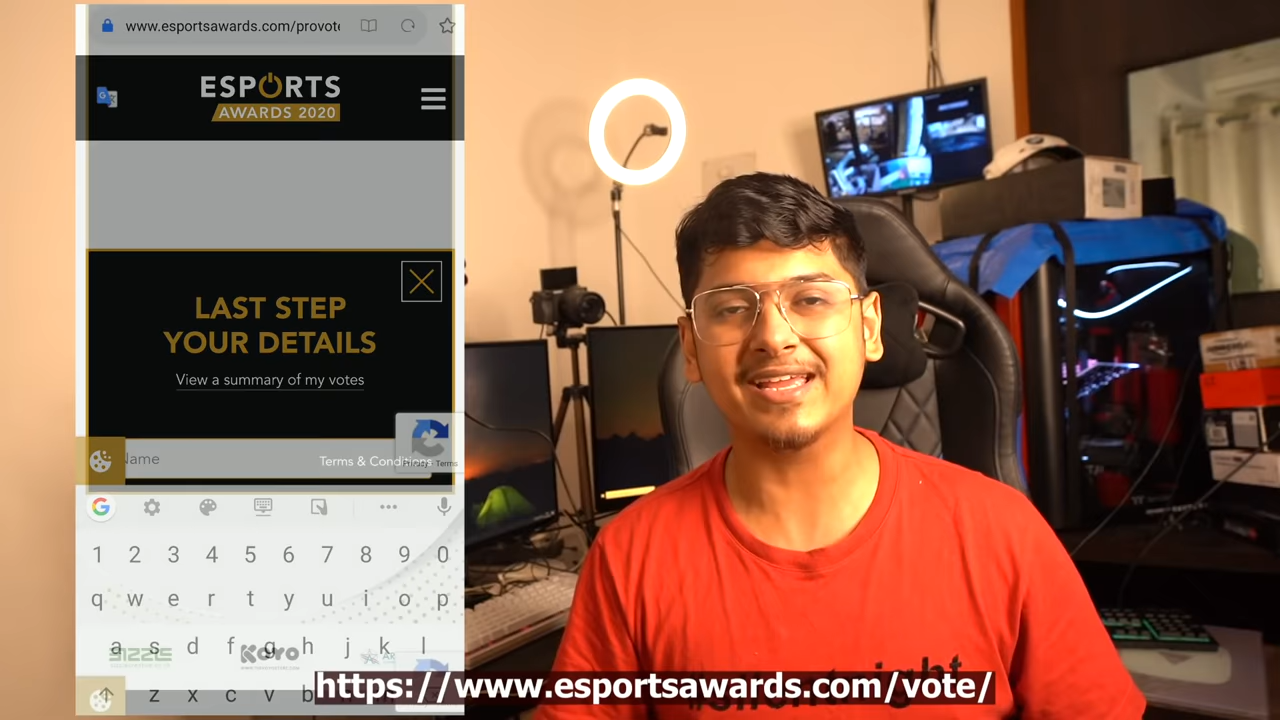 www.esportsawards.com/provote
ESPORTS
AWARDS 2020
LAST STEP
YOUR DETAILS
View a summary of my votes
Name
Terms & Conditions
Terms
1 2 3 4 5 6 7 8 9 0
q w e r t y u i o p
a s d f g h j k l
z x c v b
https://www.esportsawards.com/vote/